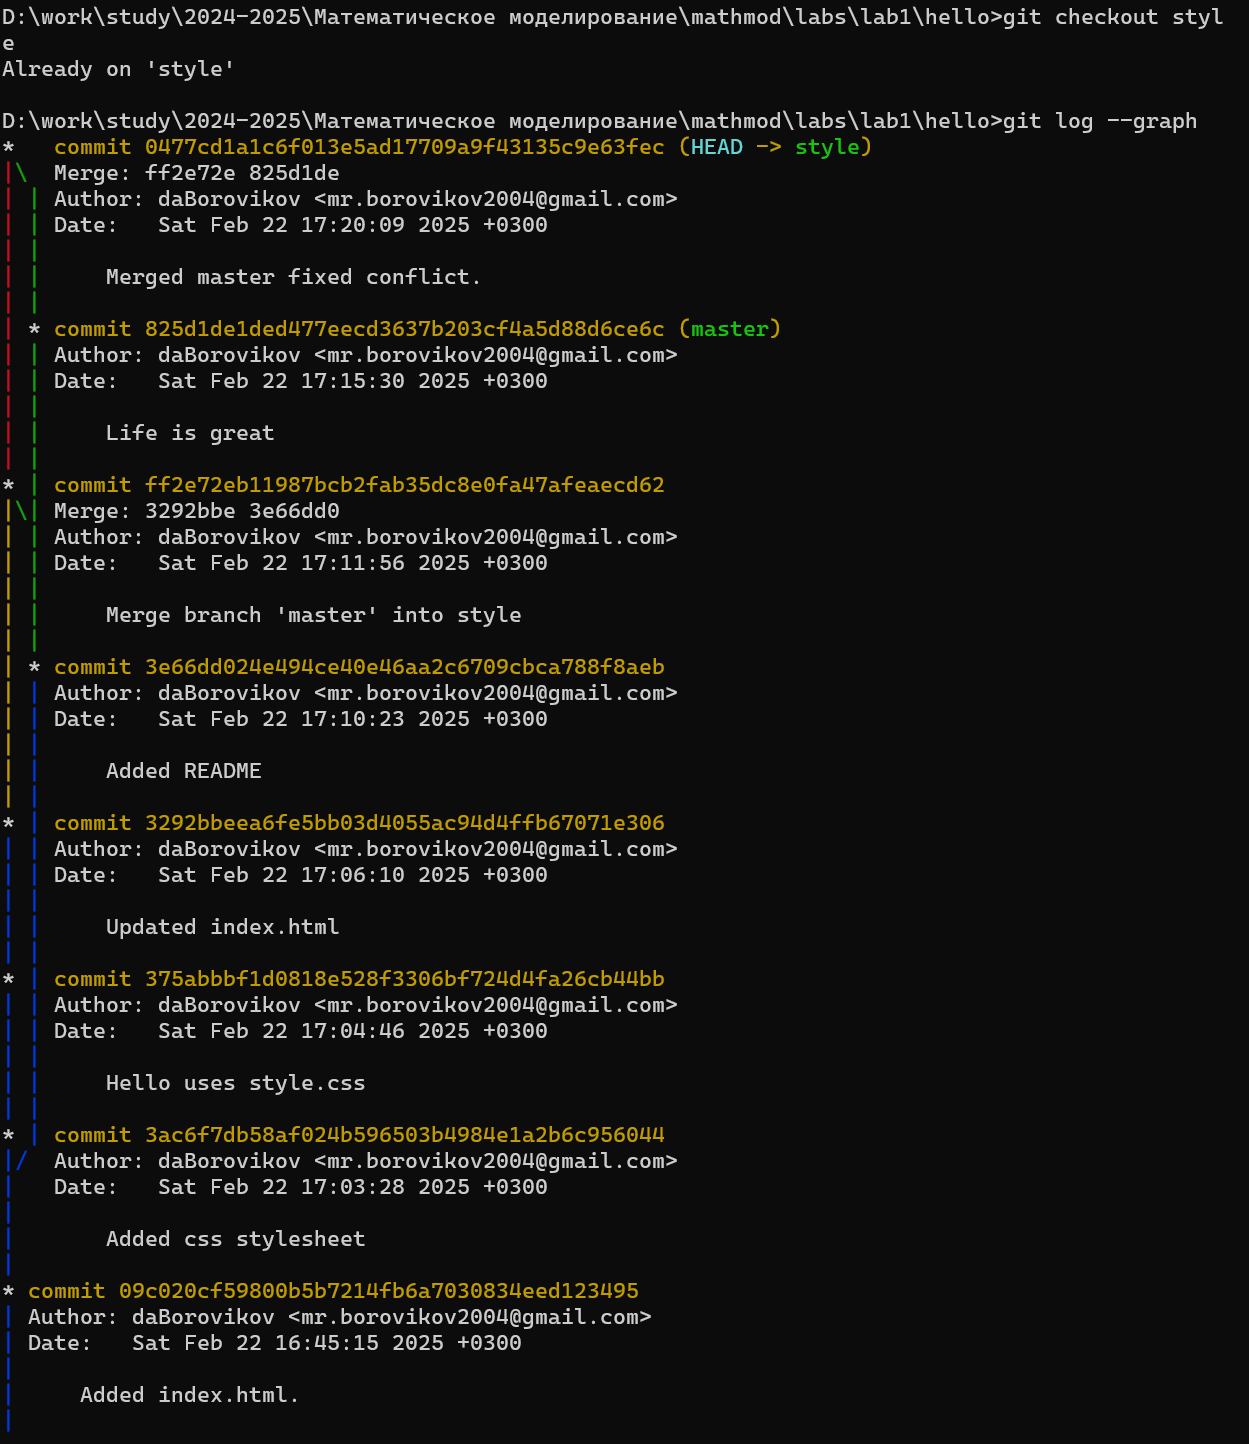 D:\work\study\2024-2025\Математическое моделирование\mathmod\labs\lab1\hello>git checkout styl
e
Already on 'style'
D:\work\study\2024-2025\Математическое моделирование\mathmod\labs\lab1\hello>git log --graph
*   commit 0477cd1a1c6f013e5ad17709a9f43135c9e63fec (HEAD -> style)
|\  Merge: ff2e72e 825d1de
| | Author: daBorovikov <mr.borovikov2004@gmail.com>
| | Date:   Sat Feb 22 17:20:09 2025 +0300
| |
| |     Merged master fixed conflict.
| |
| * commit 825d1de1ded477eecd3637b203cf4a5d88d6ce6c (master)
| | Author: daBorovikov <mr.borovikov2004@gmail.com>
| | Date:   Sat Feb 22 17:15:30 2025 +0300
| |
| |     Life is great
| |
* | commit ff2e72eb11987bcb2fab35dc8e0fa47afeaecd62
|\| Merge: 3292bbe 3e66dd0
| | Author: daBorovikov <mr.borovikov2004@gmail.com>
| | Date:   Sat Feb 22 17:11:56 2025 +0300
| |
| |     Merge branch 'master' into style
| |
| * commit 3e66dd024e494ce40e46aa2c6709cbca788f8aeb
| | Author: daBorovikov <mr.borovikov2004@gmail.com>
| | Date:   Sat Feb 22 17:10:23 2025 +0300
| |
| |     Added README
| |
* | commit 3292bbeea6fe5bb03d4055ac94d4ffb67071e306
| | Author: daBorovikov <mr.borovikov2004@gmail.com>
| | Date:   Sat Feb 22 17:06:10 2025 +0300
| |
| |     Updated index.html
| |
* | commit 375abbbf1d0818e528f3306bf724d4fa26cb44bb
| | Author: daBorovikov <mr.borovikov2004@gmail.com>
| | Date:   Sat Feb 22 17:04:46 2025 +0300
| |
| |     Hello uses style.css
| |
* | commit 3ac6f7db58af024b596503b4984e1a2b6c956044
|/  Author: daBorovikov <mr.borovikov2004@gmail.com>
|   Date:   Sat Feb 22 17:03:28 2025 +0300
|
|       Added css stylesheet
|
* commit 09c020cf59800b5b7214fb6a7030834eed123495
| Author: daBorovikov <mr.borovikov2004@gmail.com>
| Date:   Sat Feb 22 16:45:15 2025 +0300
|
|     Added index.html.
|